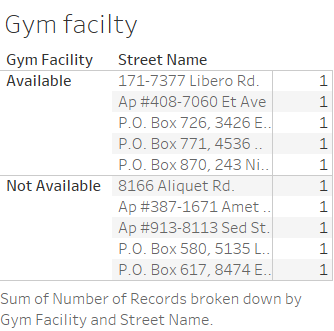 Gym facilty
Gym Facility Street Name
Available 171-7377 Libero Rd. 1
Ap #408-7060 Et Ave 1
P.O. Box 726, 3426 E.. 1
P.O. Box 771, 4536 .. 1
P.O. Box 870, 243 Ni.. 1
Not Available 8166 Aliquet Rd. 1
Ap #387-1671 Amet .. 1
Ap #913-8113 Sed St. 1
P.O. Box 580, 5135 L.. 1
P.O. Box 617, 8474 E.. 1
Sum of Number of Records broken down by
Gym Facility and Street Name.